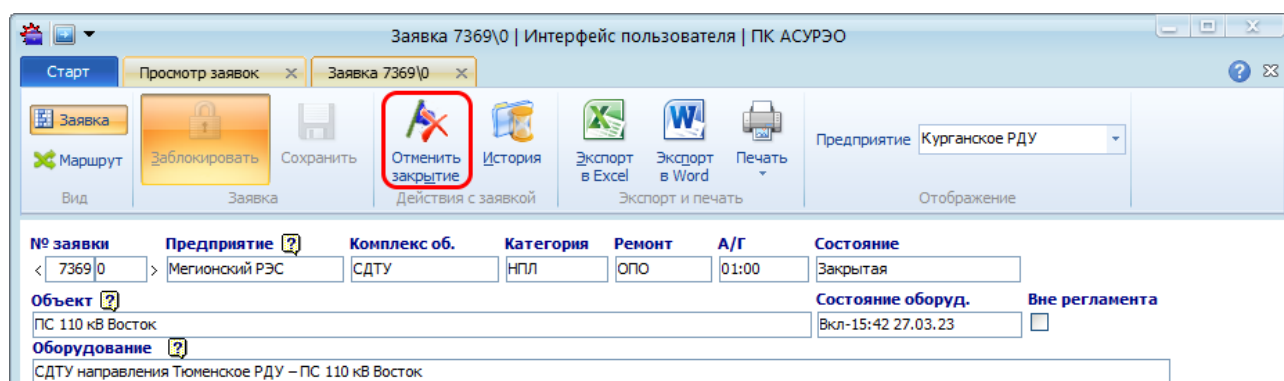 Заявка 7369\0 | Интерфейс пользователя | ПК АСУРЭО
Старт Просмотр заявок Заявка 7369\0
Заявка Заблокировать Сохранить Отменить закрытие История Экспорт в Excel Экспорт в Word Печать Предприятие Курганское РДУ
Маршрут
Вид Заявка Действия с заявкой Экспорт и печать Отображение
№ заявки Предприятие [?] Комплекс об. Категория Ремонт А/Г Состояние
< 7369 0 > Мегионский РЭС СДТУ НПЛ ОПО 01:00 Закрытая
Объект [?] Состояние оборуд. Вне регламента
ПС 110 кВ Восток Вкл-15:42 27.03.23
Оборудование [?]
СДТУ направления Тюменское РДУ – ПС 110 кВ Восток